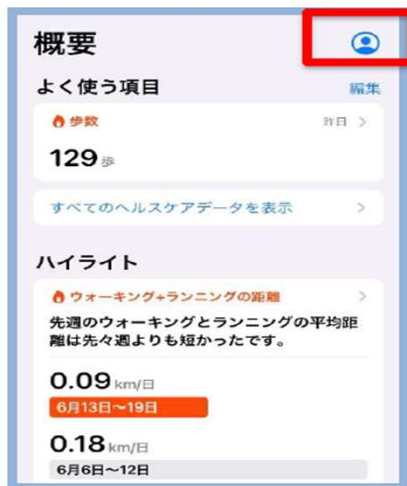 概要
よく使う項目
編集
歩数
昨日 >
129歩
すべてのヘルスケアデータを表示 >
ハイライト
ウォーキング+ランニングの距離 >
先週のウォーキングとランニングの平均距
離は先々週よりも短かったです。
0.09 km/日
6月13日〜19日
0.18 km/日
6月6日〜12日